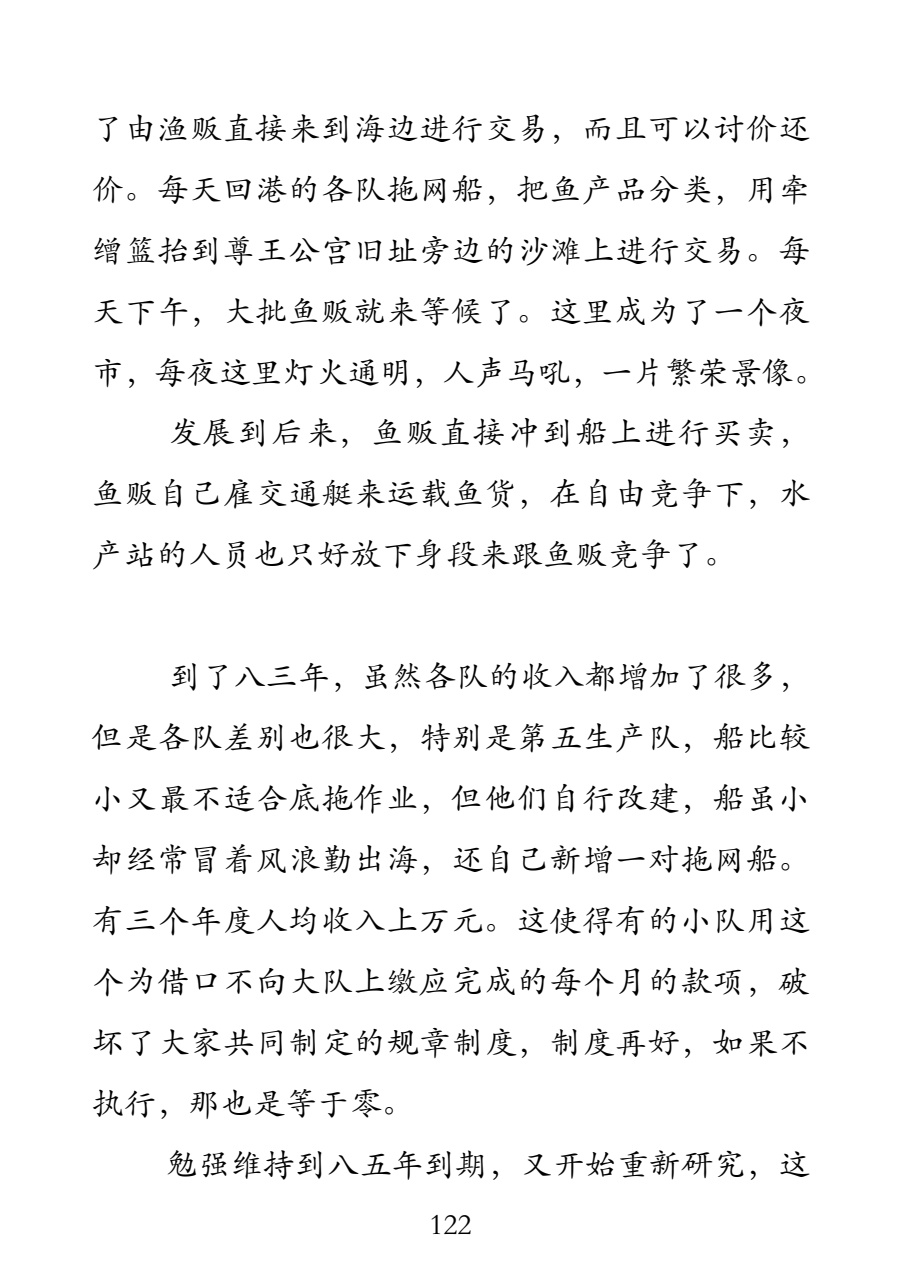 了由渔贩直接来到海边进行交易，而且可以讨价还
价。每天回港的各队拖网船，把鱼产品分类，用牵
缯篮抬到尊王公宫旧址旁边的沙滩上进行交易。每
天下午，大批鱼贩就来等候了。这里成为了一个夜
市，每夜这里灯火通明，人声马吼，一片繁荣景像。
发展到后来，鱼贩直接冲到船上进行买卖，
鱼贩自己雇交通艇来运载鱼货，在自由竞争下，水
产站的人员也只好放下身段来跟鱼贩竞争了。
到了八三年，虽然各队的收入都增加了很多，
但是各队差别也很大，特别是第五生产队，船比较
小又最不适合底拖作业，但他们自行改建，船虽小
却经常冒着风浪勤出海，还自己新增一对拖网船。
有三个年度人均收入上万元。这使得有的小队用这
个为借口不向大队上缴应完成的每个月的款项，破
坏了大家共同制定的规章制度，制度再好，如果不
执行，那也是等于零。
勉强维持到八五年到期，又开始重新研究，这
122